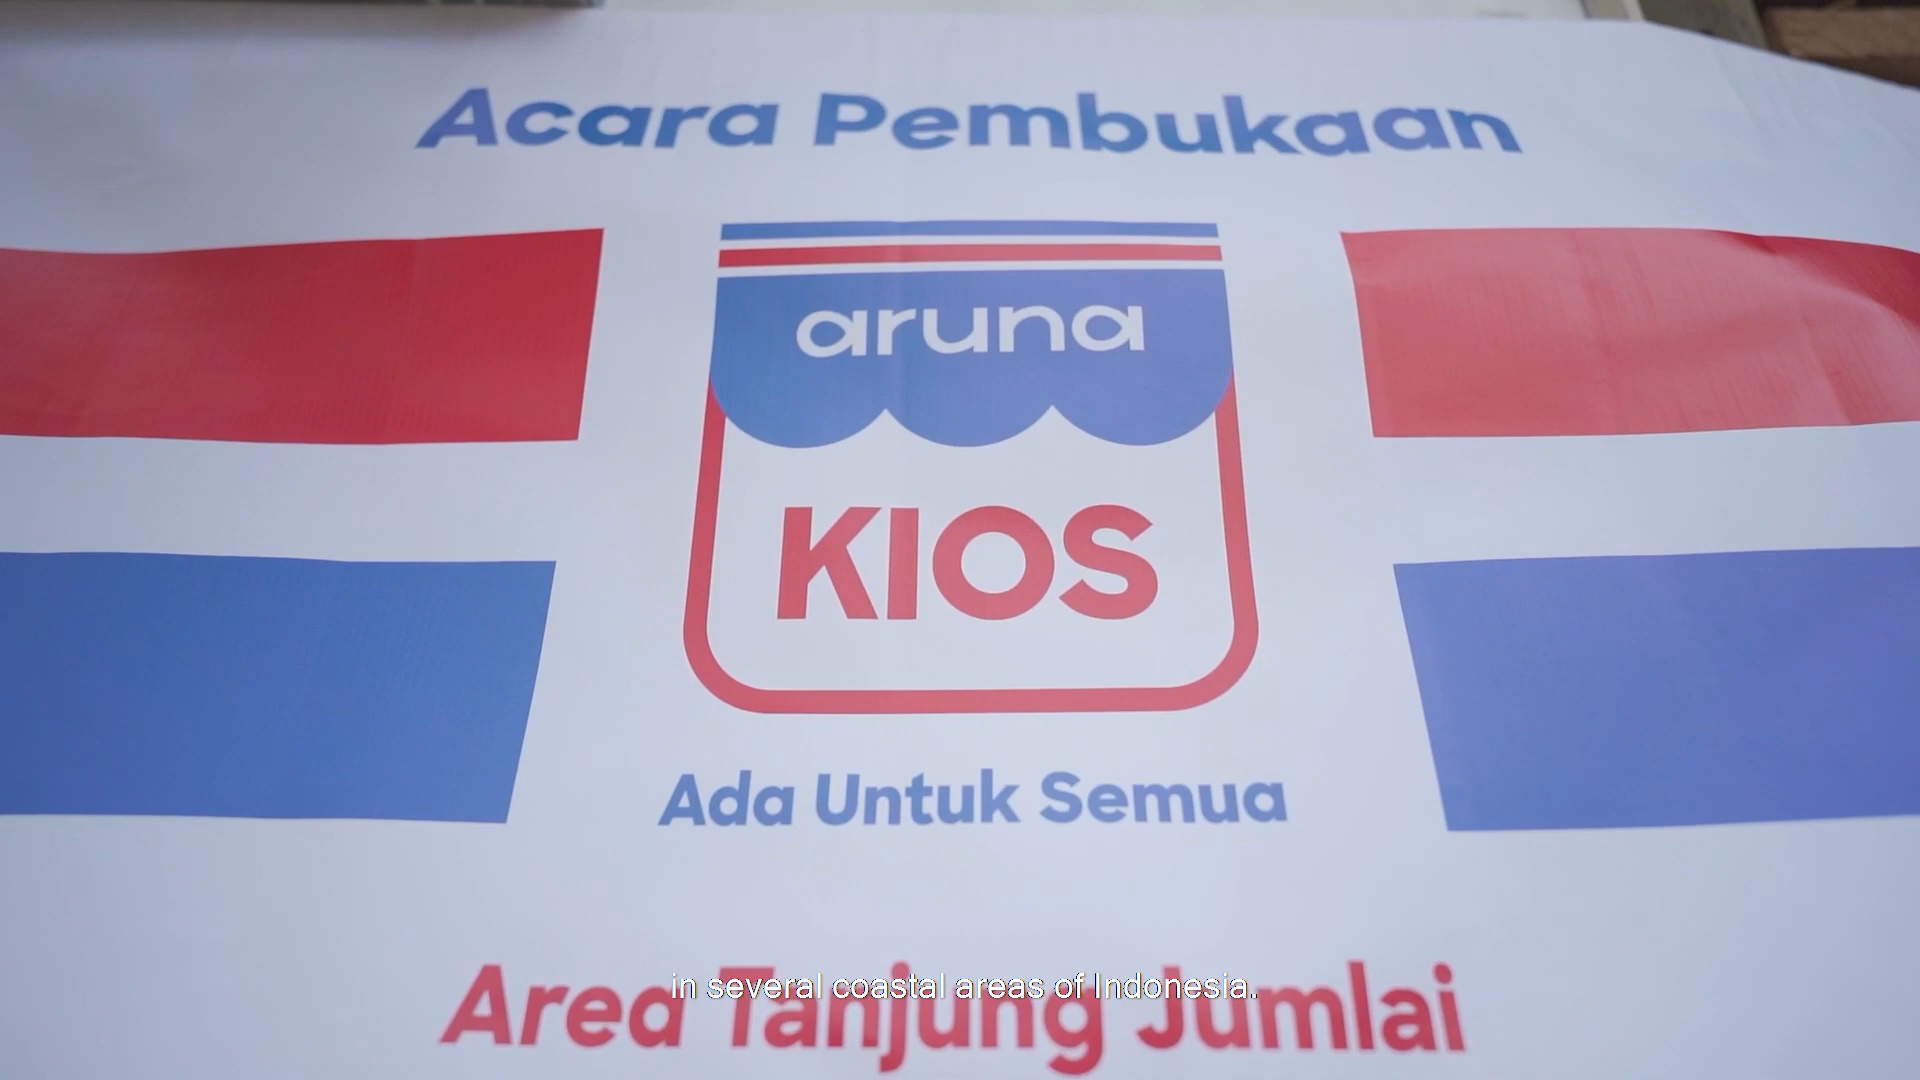 Acara Pembukaan
aruna
KIOS
Ada Untuk Semua
Area Tanjung Jumlai
in several coastal areas of Indonesia.